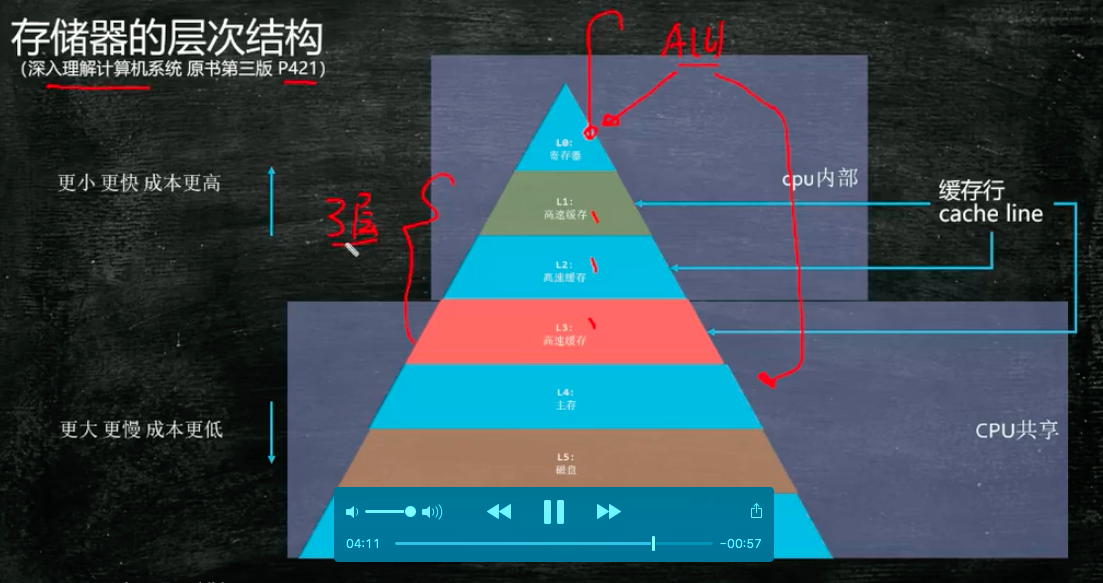 存储器的层次结构
（深入理解计算机系统 原书第三版 P421）
ALU
L0:
寄存器
更小 更快 成本更高
cpu内部
缓存行
cache line
L1:
高速缓存
3层
L2:
高速缓存
L3:
高速缓存
L4:
主存
更大 更慢 成本更低
CPU共享
L5:
磁盘
04:11
-00:57